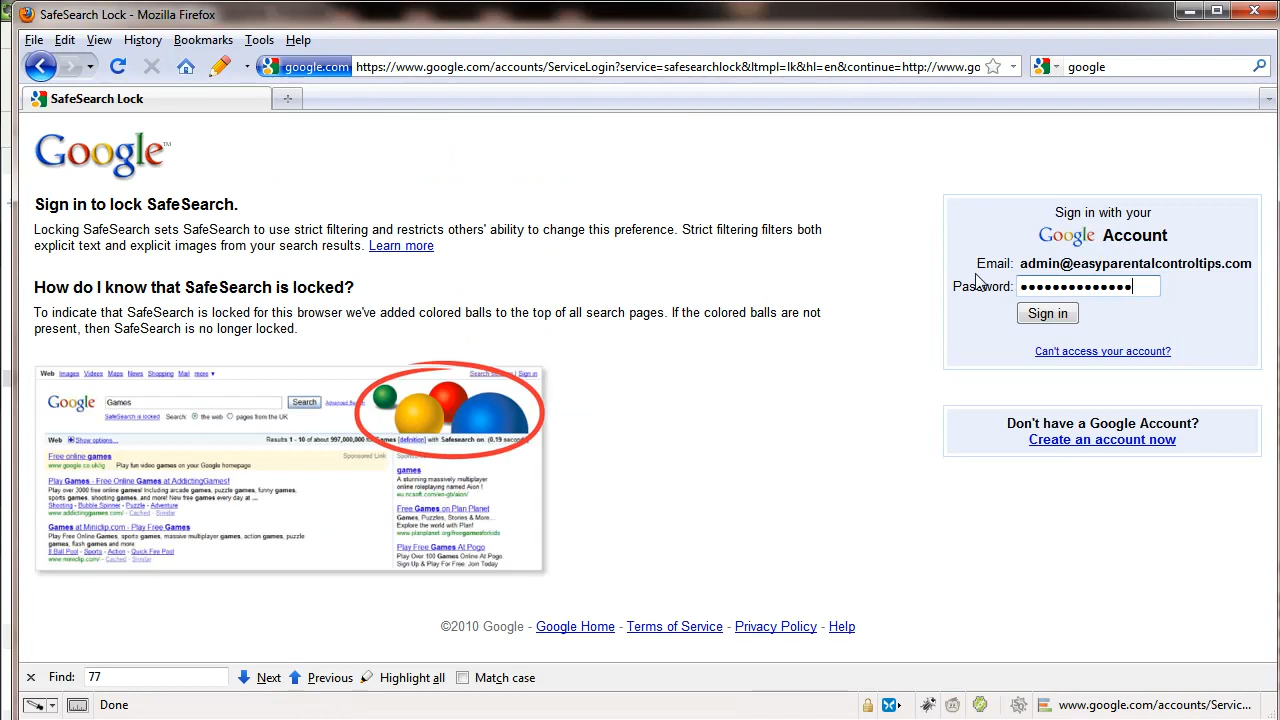 SafeSearch Lock - Mozilla Firefox
File Edit View History Bookmarks Tools Help
google.com https://www.google.com/accounts/ServiceLogin?service=safesearchlock&ltmpl=lk&hl=en&continue=http://www.go google
SafeSearch Lock
Google™
Sign in to lock SafeSearch.
Locking SafeSearch sets SafeSearch to use strict filtering and restricts others' ability to change this preference. Strict filtering filters both
explicit text and explicit images from your search results. Learn more
How do I know that SafeSearch is locked?
To indicate that SafeSearch is locked for this browser we've added colored balls to the top of all search pages. If the colored balls are not
present, then SafeSearch is no longer locked.
Web Images Videos Maps News Shopping Mail more ▼ Sign in
Google Games Search Advanced
SafeSearch is locked Search: the web pages from the UK
Web Show options... Results 1 - 10 of about 997,000,000 for Games [definition] with Safesearch on. (0.19 seconds)
Free online games Sponsored Link
www.google.co.uk/ig Play fun video games on your Google homepage
Play Games - Free Online Games at AddictingGames!
Play over 3000 free online games! Including arcade games, puzzle games, funny games,
sports games, shooting games, and more! New free games every day at ...
Shooting - Bubble Spinner - Puzzle - Adventure
www.addictinggames.com/ - Cached - Similar
Games at Miniclip.com - Play Free Games
Play Free Online Games, sports games, massive multiplayer games, action games, puzzle
games, flash games and more.
8 Ball Pool - Sports - Action - Quick Fire Pool
www.miniclip.com/ - Cached - Similar
Sponsored Links
games
A stunning massively multiplayer
online roleplaying named Aion !
eu.ncsoft.com/en-gb/aion/
Free Games on Plan Planet
Games, Puzzles, Stories & More...
Explore the world with Plan!
www.planplanet.org/freegamesforkids
Play Free Games At Pogo
Play Over 100 Games Online At Pogo
Sign Up & Play For Free. Join Today
Sign in with your
Google Account
Email: admin@easyparentalcontroltips.com
Password: ●●●●●●●●●●●●●●●
Sign in
Can't access your account?
Don't have a Google Account?
Create an account now
©2010 Google - Google Home - Terms of Service - Privacy Policy - Help
Find: 77 Next Previous Highlight all Match case
Done www.google.com/accounts/Servic...